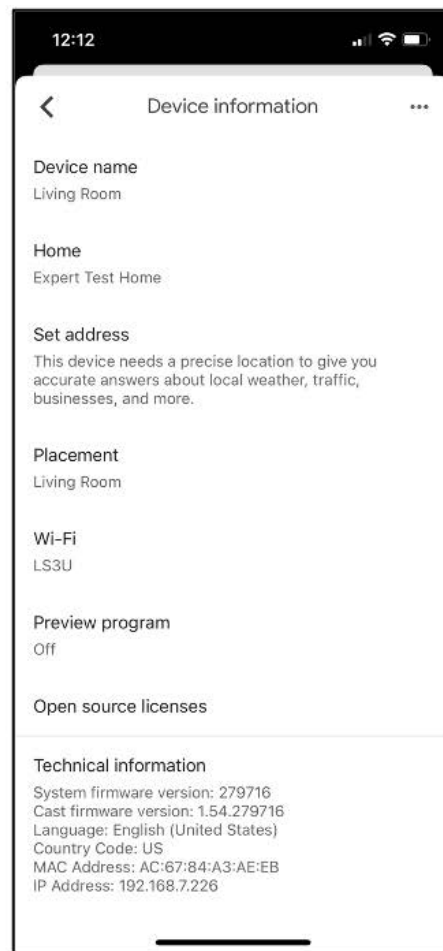 12:12
Device information
Device name
Living Room
Home
Expert Test Home
Set address
This device needs a precise location to give you
accurate answers about local weather, traffic,
businesses, and more.
Placement
Living Room
Wi-Fi
LS3U
Preview program
Off
Open source licenses
Technical information
System firmware version: 279716
Cast firmware version: 1.54.279716
Language: English (United States)
Country Code: US
MAC Address: AC:67:84:A3:AE:EB
IP Address: 192.168.7.226